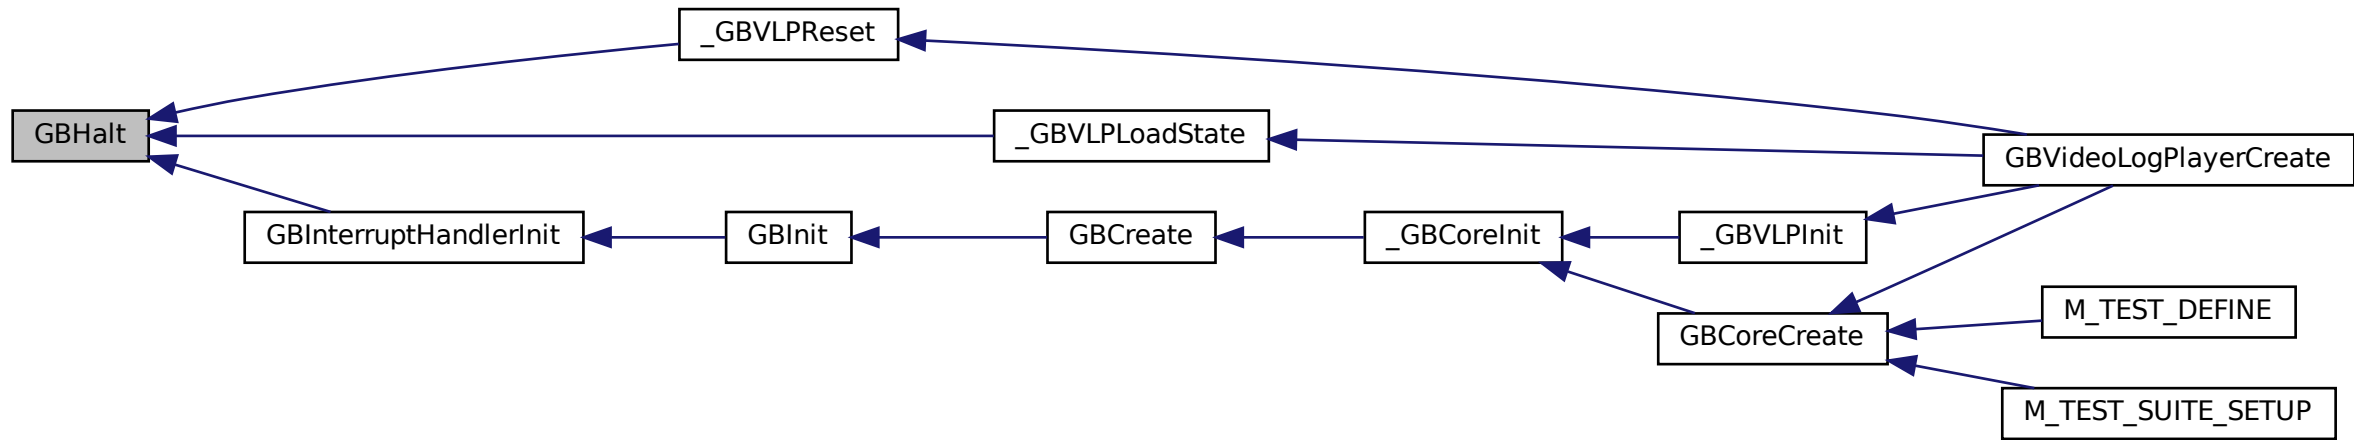 _GBVLPReset
GBHalt
_GBVLPLoadState
GBVideoLogPlayerCreate
GBInterruptHandlerInit
GBInit
GBCreate
_GBCoreInit
_GBVLPInit
M_TEST_DEFINE
GBCoreCreate
M_TEST_SUITE_SETUP